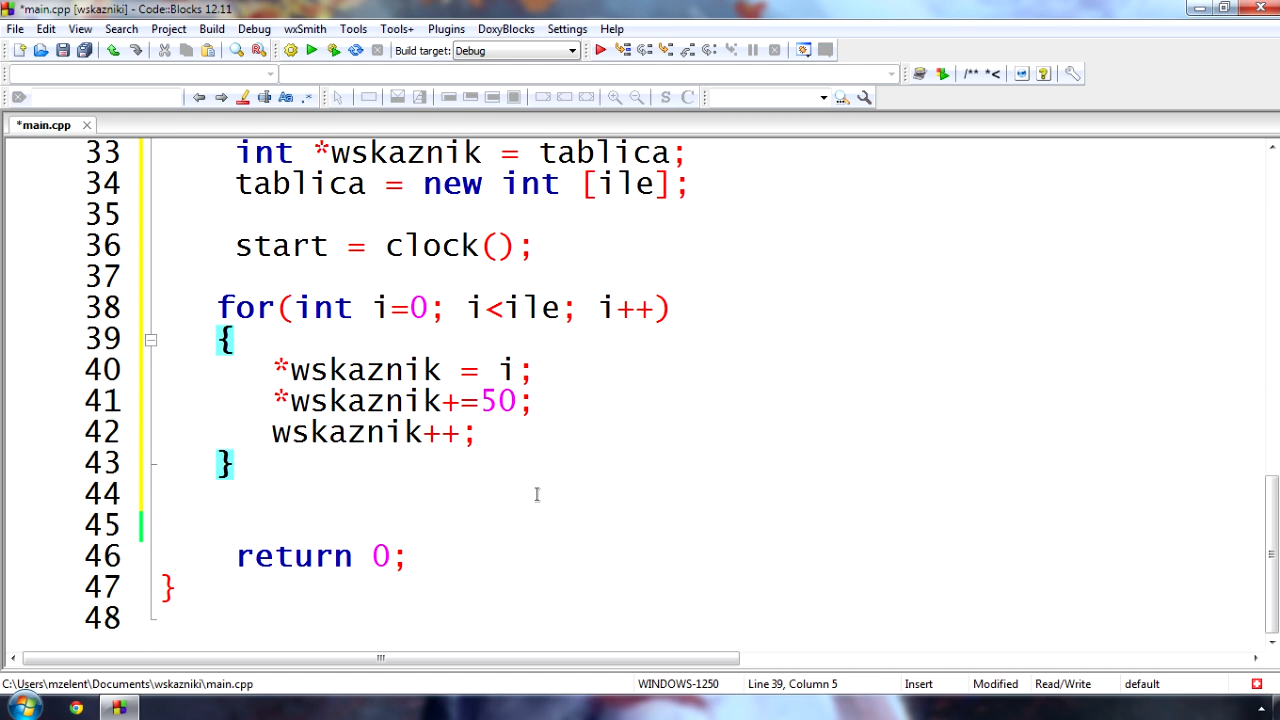 *main.cpp [wskazniki] - Code::Blocks 12.11
File Edit View Search Project Build Debug wxSmith Tools Tools+ Plugins DoxyBlocks Settings Help
Build target: Debug
/** *<
*main.cpp
33 int *wskaznik = tablica;
34 tablica = new int [ile];
35
36 start = clock();
37
38 for(int i=0; i<ile; i++)
39 {
40 *wskaznik = i;
41 *wskaznik+=50;
42 wskaznik++;
43 }
44
45
46 return 0;
47 }
48
C:\Users\mzelent\Documents\wskazniki\main.cpp WINDOWS-1250 Line 39, Column 5 Insert Modified Read/Write default